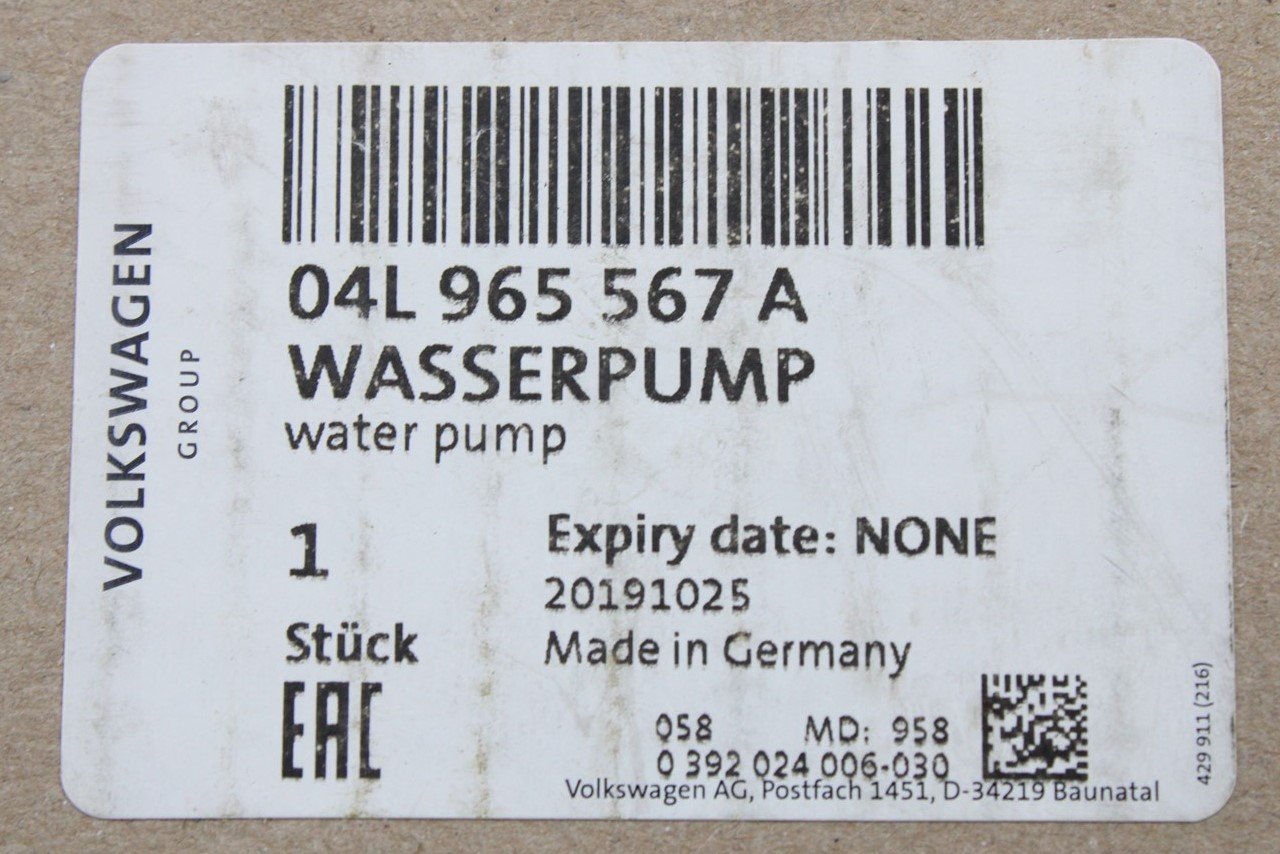 VOLKSWAGEN
GROUP
04L 965 567 A
WASSERPUMP
water pump
1
Stück
EAC
Expiry date: NONE
20191025
Made in Germany
058 MD: 958
0 392 024 006-030
Volkswagen AG, Postfach 1451, D-34219 Baunatal
429 911 (216)